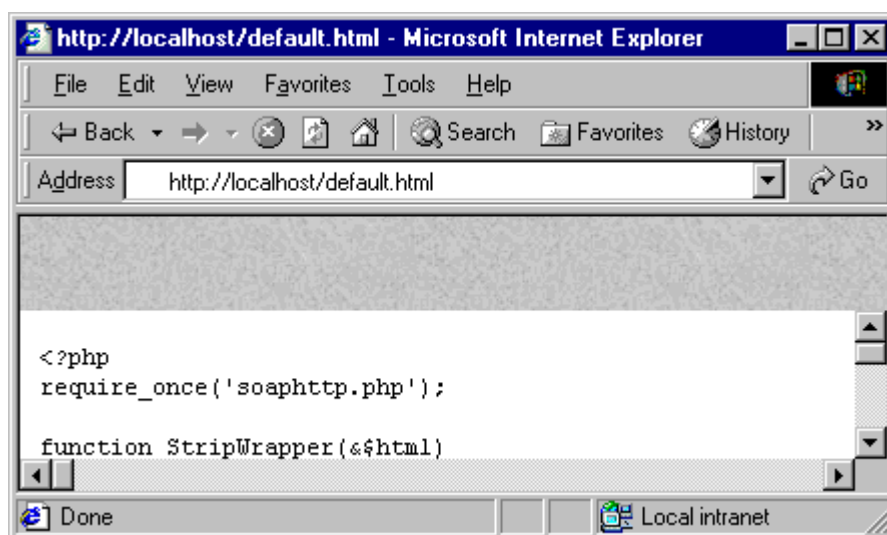 http://localhost/default.html - Microsoft Internet Explorer
File Edit View Favorites Tools Help
Back Search Favorites History »
Address http://localhost/default.html Go
<?php
require_once('soaphttp.php');
function StripWrapper(&$html)
Done Local intranet